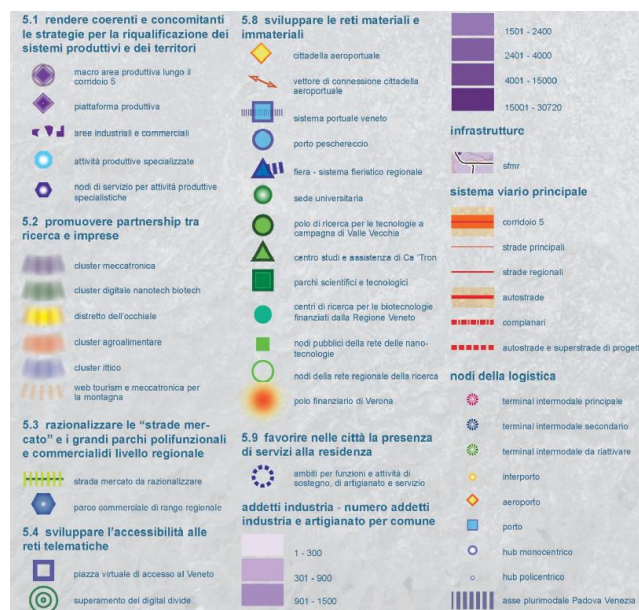 5.1 rendere coerenti e concomitanti
le strategie per la riqualificazione dei
sistemi produttivi e dei territori
macro area produttiva lungo il
corridoio 5
piattaforma produttiva
aree industriali e commerciali
attività produttive specializzate
nodi di servizio per attività produttive
specialistiche
5.2 promuovere partnership tra
ricerca e imprese
cluster meccatronica
cluster digitale nanotech biotech
distretto dell'occhiale
cluster agroalimentare
cluster ittico
web tourism e meccatronica per
la montagna
5.3 razionalizzare le "strade mer-
cato" e i grandi parchi polifunzionali
e commercialidi livello regionale
strada mercato da razionalizzare
parco commerciale di rango regionale
5.4 sviluppare l'accessibilità alle
reti telematiche
piazza virtuale di accesso al Veneto
superamento del digital divide
5.8 sviluppare le reti materiali e
immateriali
cittadella aeroportuale
vettore di connessione cittadella
aeroportuale
sistema portuale veneto
porto peschereccio
fiera - sistema fieristico regionale
sede universitaria
polo di ricerca per le tecnologie a
campagna di Valle Vecchia
centro studi e assistenza di Ca 'Tron
parchi scientifici e tecnologici
centri di ricerca per le biotecnologie
finanziati dalla Regione Veneto
nodi pubblici della rete delle nano-
tecnologie
nodi della rete regionale della ricerca
polo finanziario di Verona
5.9 favorire nelle città la presenza
di servizi alla residenza
ambiti per funzioni e attività di
sostegno, di artigianato e servizio
addetti industria - numero addetti
industria e artigianato per comune
1 - 300
301 - 900
901 - 1500
1501 - 2400
2401 - 4000
4001 - 15000
15001 - 30720
infrastrutture
sfmr
sistema viario principale
corridoio 5
strade principali
strade regionali
autostrade
complanari
autostrade e superstrade di progett
nodi della logistica
terminal intermodale principale
terminal intermodale secondario
terminal intermodale da riattivare
interporto
aeroporto
porto
hub monocentrico
hub policentrico
asse plurimodale Padova Venezia